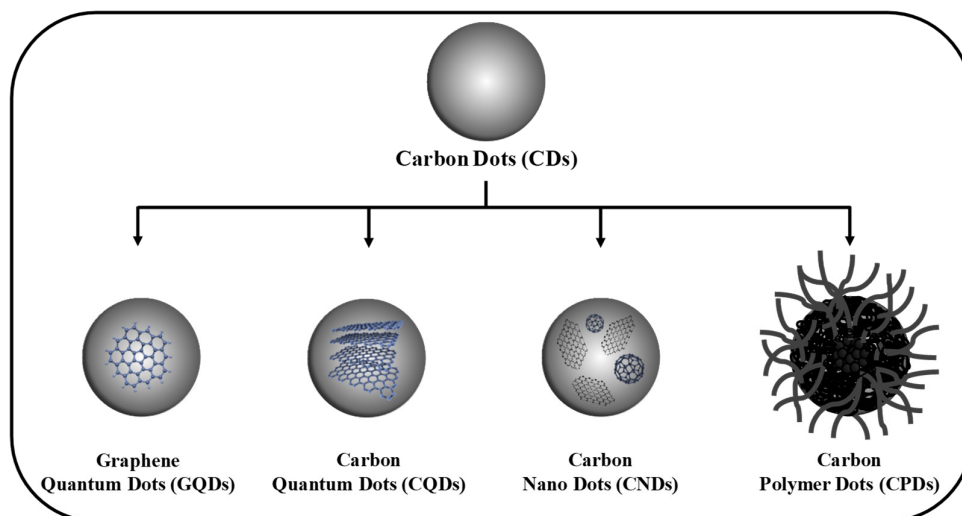 Carbon Dots (CDs)
Graphene
Quantum Dots (GQDs)
Carbon
Quantum Dots (CQDs)
Carbon
Nano Dots (CNDs)
Carbon
Polymer Dots (CPDs)